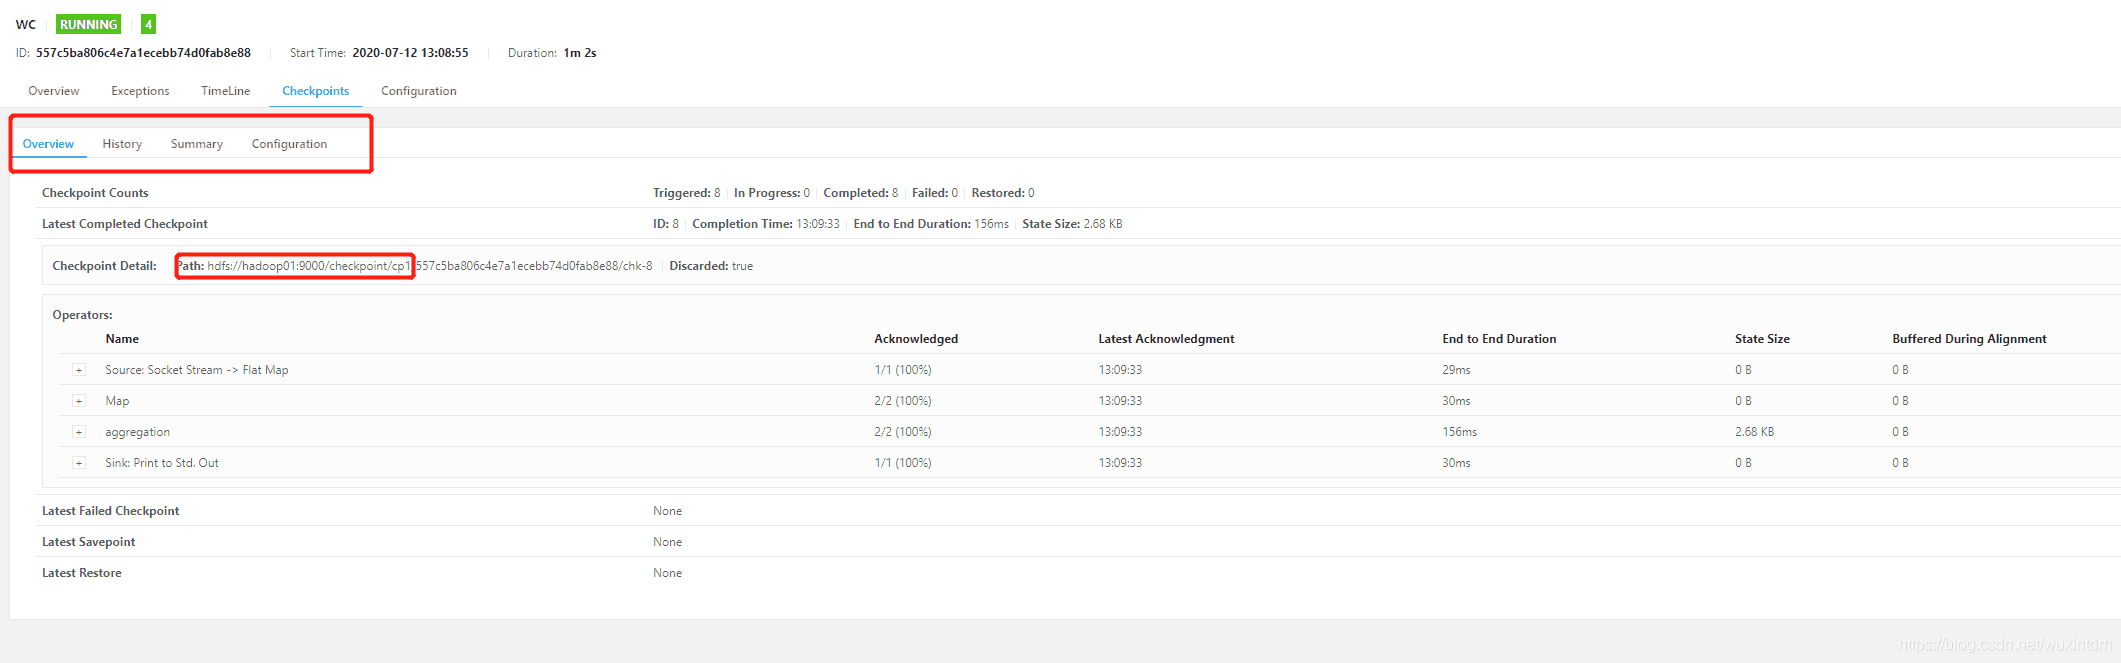 WC RUNNING 4
ID: 557c5ba806c4e7a1ecebb74d0fab8e88 Start Time: 2020-07-12 13:08:55 Duration: 1m 2s
Overview Exceptions TimeLine Checkpoints Configuration
Overview History Summary Configuration
Checkpoint Counts Triggered: 8 In Progress: 0 Completed: 8 Failed: 0 Restored: 0
Latest Completed Checkpoint ID: 8 Completion Time: 13:09:33 End to End Duration: 156ms State Size: 2.68 KB
Checkpoint Detail: Path: hdfs://hadoop01:9000/checkpoint/cp1/557c5ba806c4e7a1ecebb74d0fab8e88/chk-8 Discarded: true
Operators:
Name Acknowledged Latest Acknowledgment End to End Duration State Size Buffered During Alignment
+ Source: Socket Stream -> Flat Map 1/1 (100%) 13:09:33 29ms 0 B 0 B
+ Map 2/2 (100%) 13:09:33 30ms 0 B 0 B
+ aggregation 2/2 (100%) 13:09:33 156ms 2.68 KB 0 B
+ Sink: Print to Std. Out 1/1 (100%) 13:09:33 30ms 0 B 0 B
Latest Failed Checkpoint None
Latest Savepoint None
Latest Restore None
https://blog.csdn.net/wuxintdrh